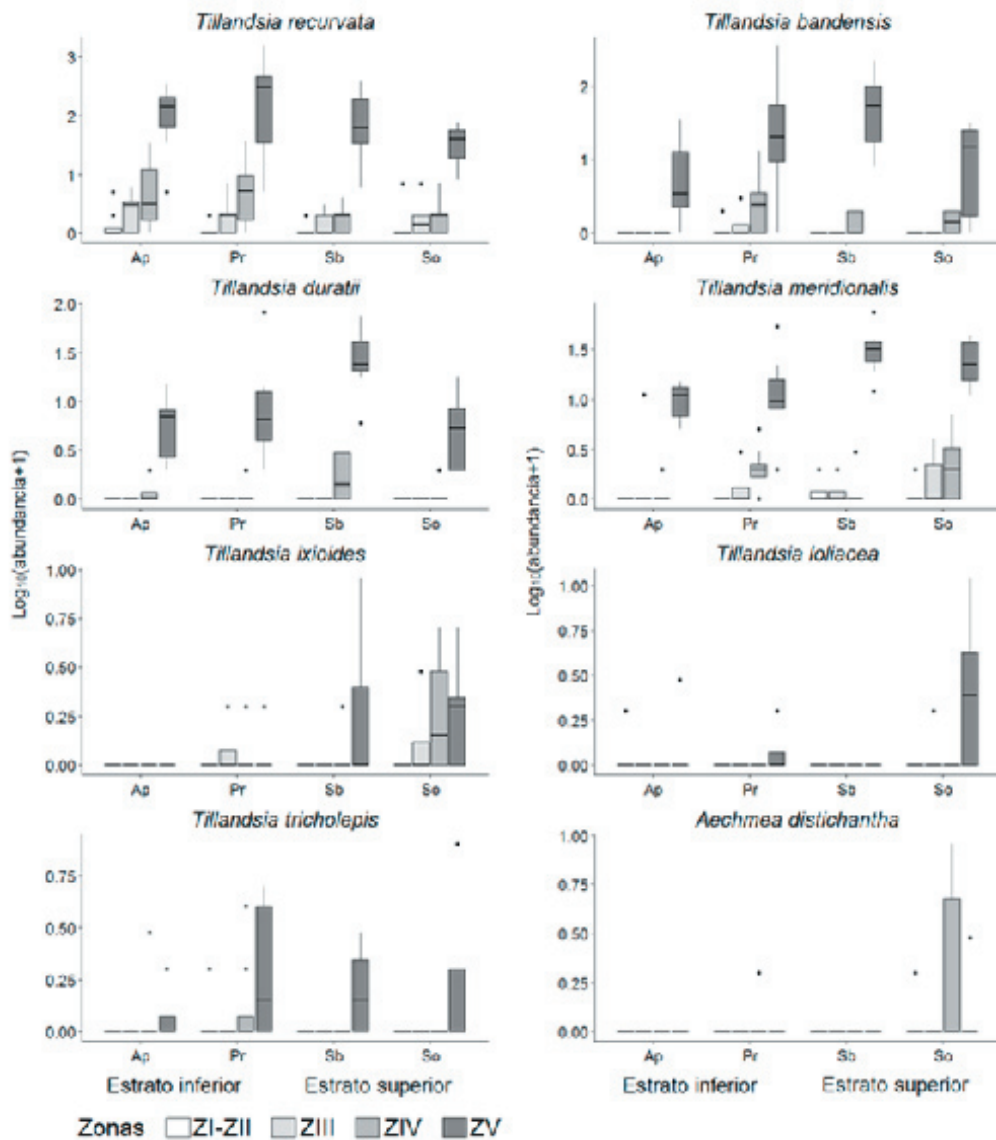 Tillandsia recurvata
Tillandsia bandensis
3
2
1
0
Ap Pr Sb So
2
1
0
Ap Pr Sb So
Tillandsia duratii
Tillandsia meridionalis
2.0
1.5
1.0
0.5
0.0
Ap Pr Sb So
1.5
1.0
0.5
0.0
Ap Pr Sb So
Log₁₀(abundancia+1)
Log₁₀(abundancia+1)
Tillandsia ixioides
Tillandsia loliacea
1.00
0.75
0.50
0.25
0.00
Ap Pr Sb So
1.00
0.75
0.50
0.25
0.00
Ap Pr Sb So
Tillandsia tricholepis
Aechmea distichantha
0.75
0.50
0.25
0.00
Ap Pr Sb So
1.00
0.75
0.50
0.25
0.00
Ap Pr Sb So
Estrato inferior Estrato superior
Estrato inferior Estrato superior
Zonas ZI-ZII ZIII ZIV ZV